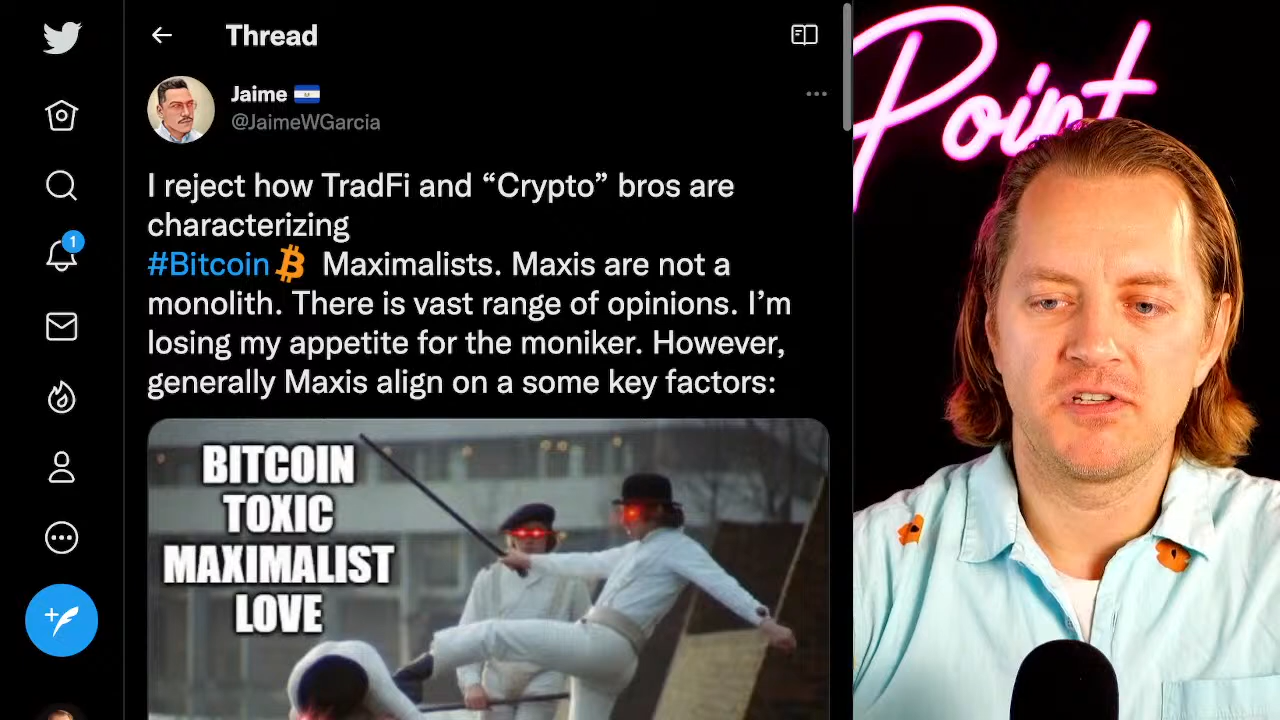 Thread
Jaime
@JaimeWGarcia
I reject how TradFi and “Crypto” bros are
characterizing
#Bitcoin Maximalists. Maxis are not a
monolith. There is vast range of opinions. I’m
losing my appetite for the moniker. However,
generally Maxis align on a some key factors:
BITCOIN
TOXIC
MAXIMALIST
LOVE
1
Point